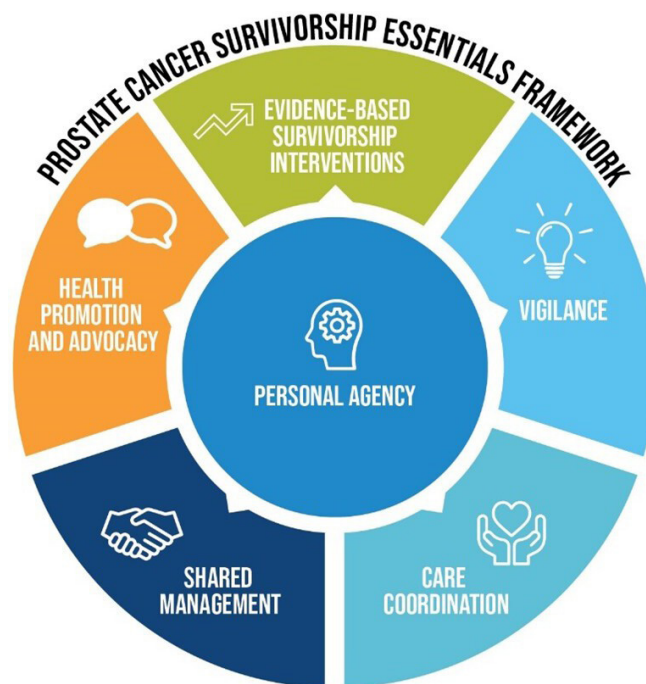 PROSTATE CANCER SURVIVORSHIP ESSENTIALS FRAMEWORK
EVIDENCE-BASED
SURVIVORSHIP
INTERVENTIONS
HEALTH
PROMOTION
AND ADVOCACY
VIGILANCE
PERSONAL AGENCY
SHARED
MANAGEMENT
CARE
COORDINATION